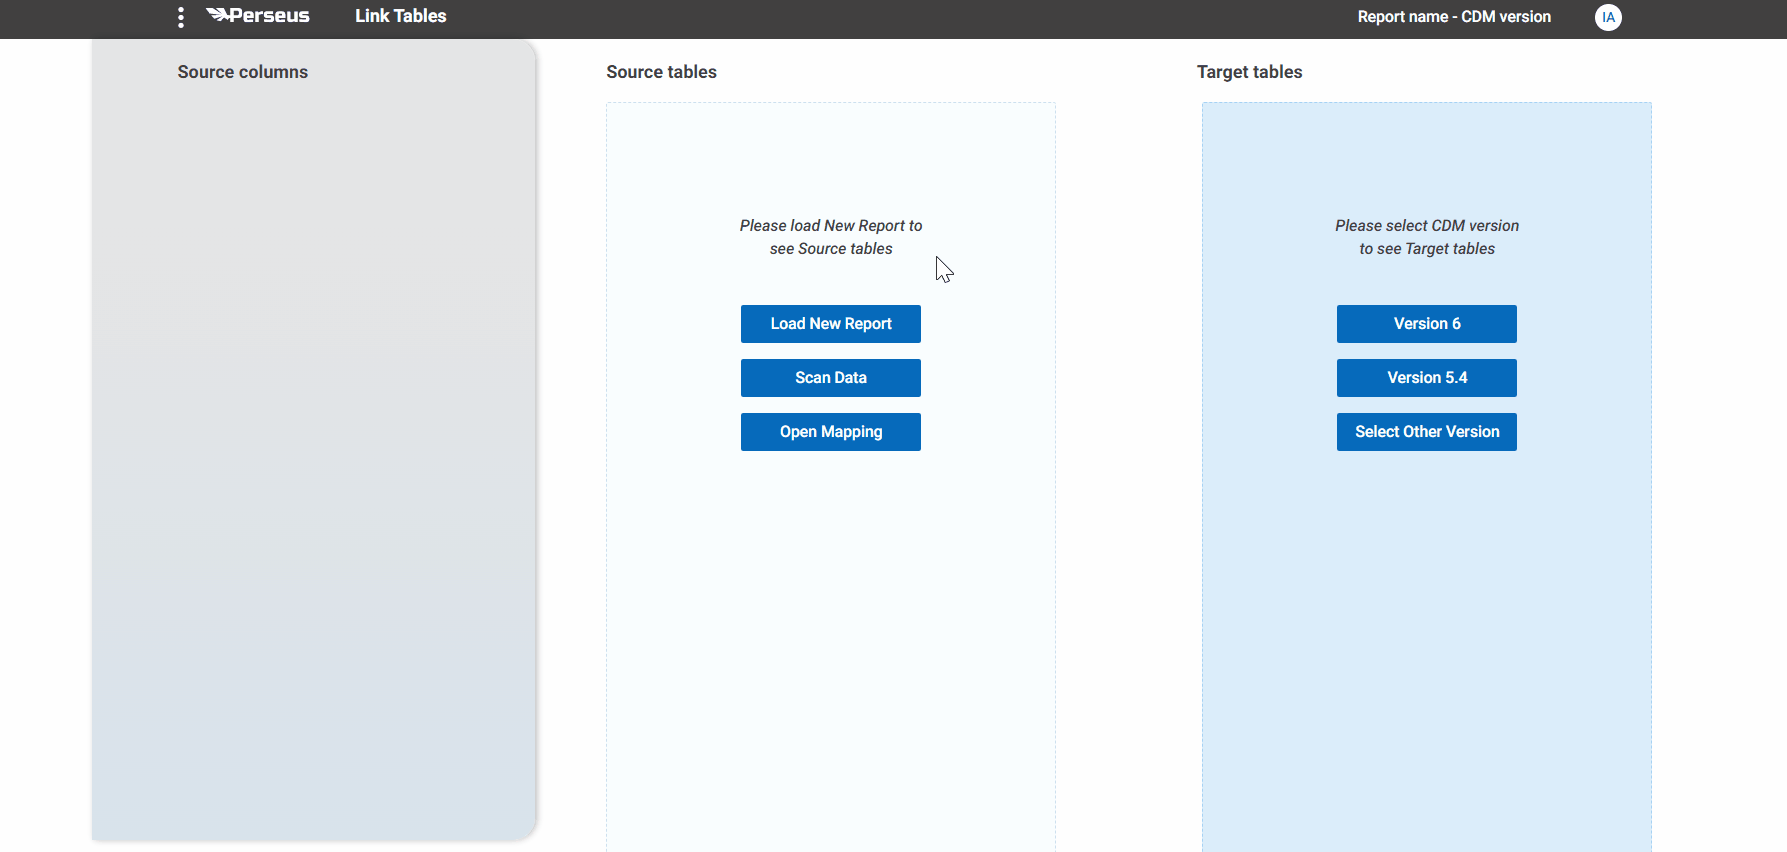 Perseus
Link Tables
Report name - CDM version
IA
Source columns
Source tables
Please load New Report to
see Source tables
Load New Report
Scan Data
Open Mapping
Target tables
Please select CDM version
to see Target tables
Version 6
Version 5.4
Select Other Version